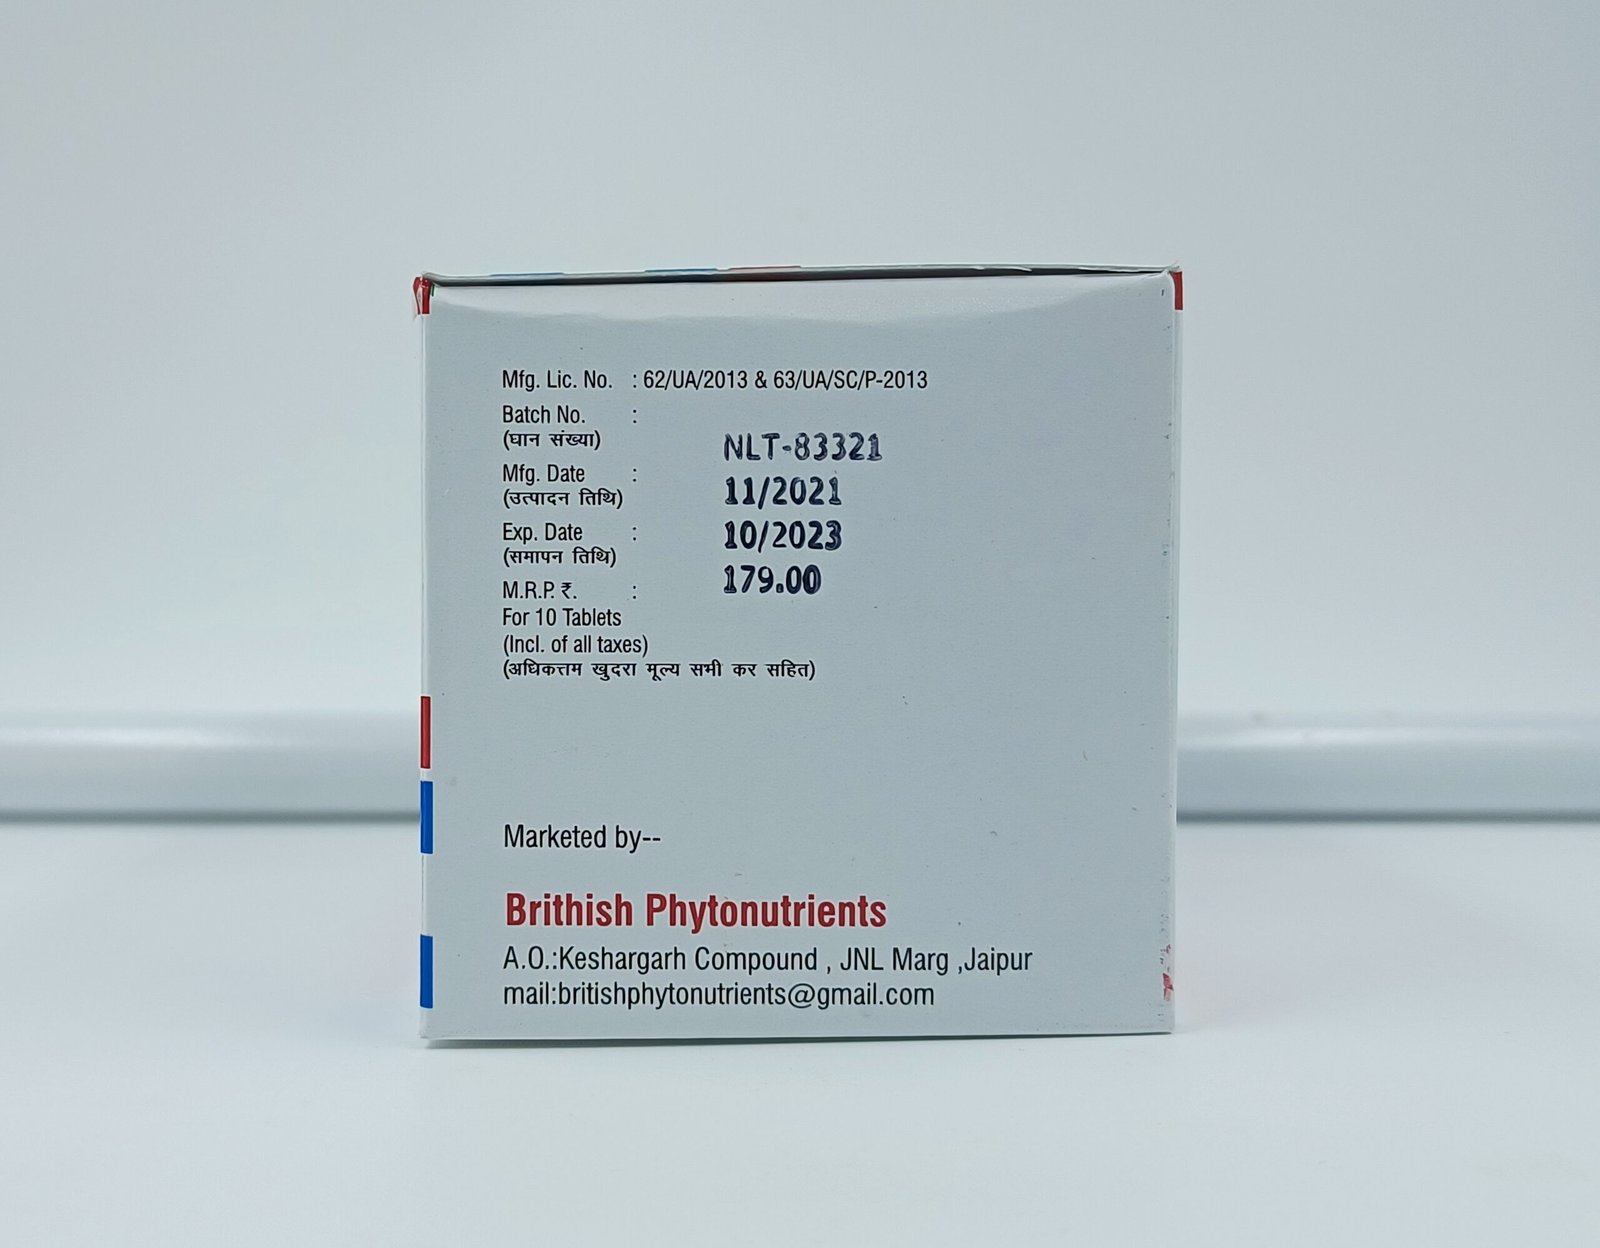 Mfg. Lic. No. : 62/UA/2013 & 63/UA/SC/P-2013
Batch No. :
(घान संख्या)
NLT-83321
Mfg. Date :
(उत्पादन तिथि)
11/2021
Exp. Date :
(समापन तिथि)
10/2023
M.R.P. ₹. :
179.00
For 10 Tablets
(Incl. of all taxes)
(अधिकत्तम खुदरा मूल्य सभी कर सहित)
Marketed by--
Brithish Phytonutrients
A.O.:Keshargarh Compound , JNL Marg ,Jaipur
mail:britishphytonutrients@gmail.com